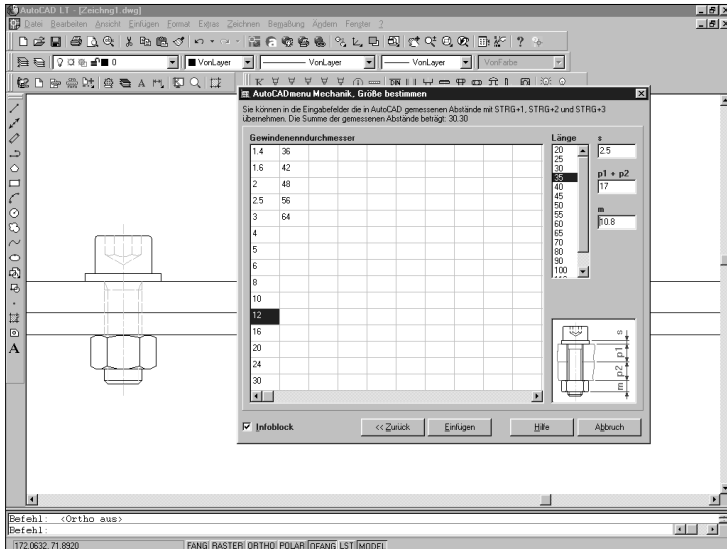 AutoCAD LT - [Zeichng1.dwg]
Datei Bearbeiten Ansicht Einfügen Format Extras Zeichnen Bemaßung Ändern Fenster ?
0 VonLayer VonLayer VonLayer VonFarbe
AutoCADmenu Mechanik, Größe bestimmen
Sie können in die Eingabefelder die in AutoCAD gemessenen Abstände mit STRG+1, STRG+2 und STRG+3
übernehmen. Die Summe der gemessenen Abstände beträgt: 30.30
Gewindenenndurchmesser
1.4 36
1.6 42
2 48
2.5 56
3 64
4
5
6
8
10
12
16
20
24
30
Länge
20
25
30
35
40
45
50
55
60
65
70
80
90
100
s
2.5
p1 + p2
17
m
10.8
s
p1
p2
m
Infoblock
<< Zurück Einfügen Hilfe Abbruch
A
Befehl: <Ortho aus>
Befehl:
172.0632, 71.8920 FANG RASTER ORTHO POLAR OFANG LST MODEL